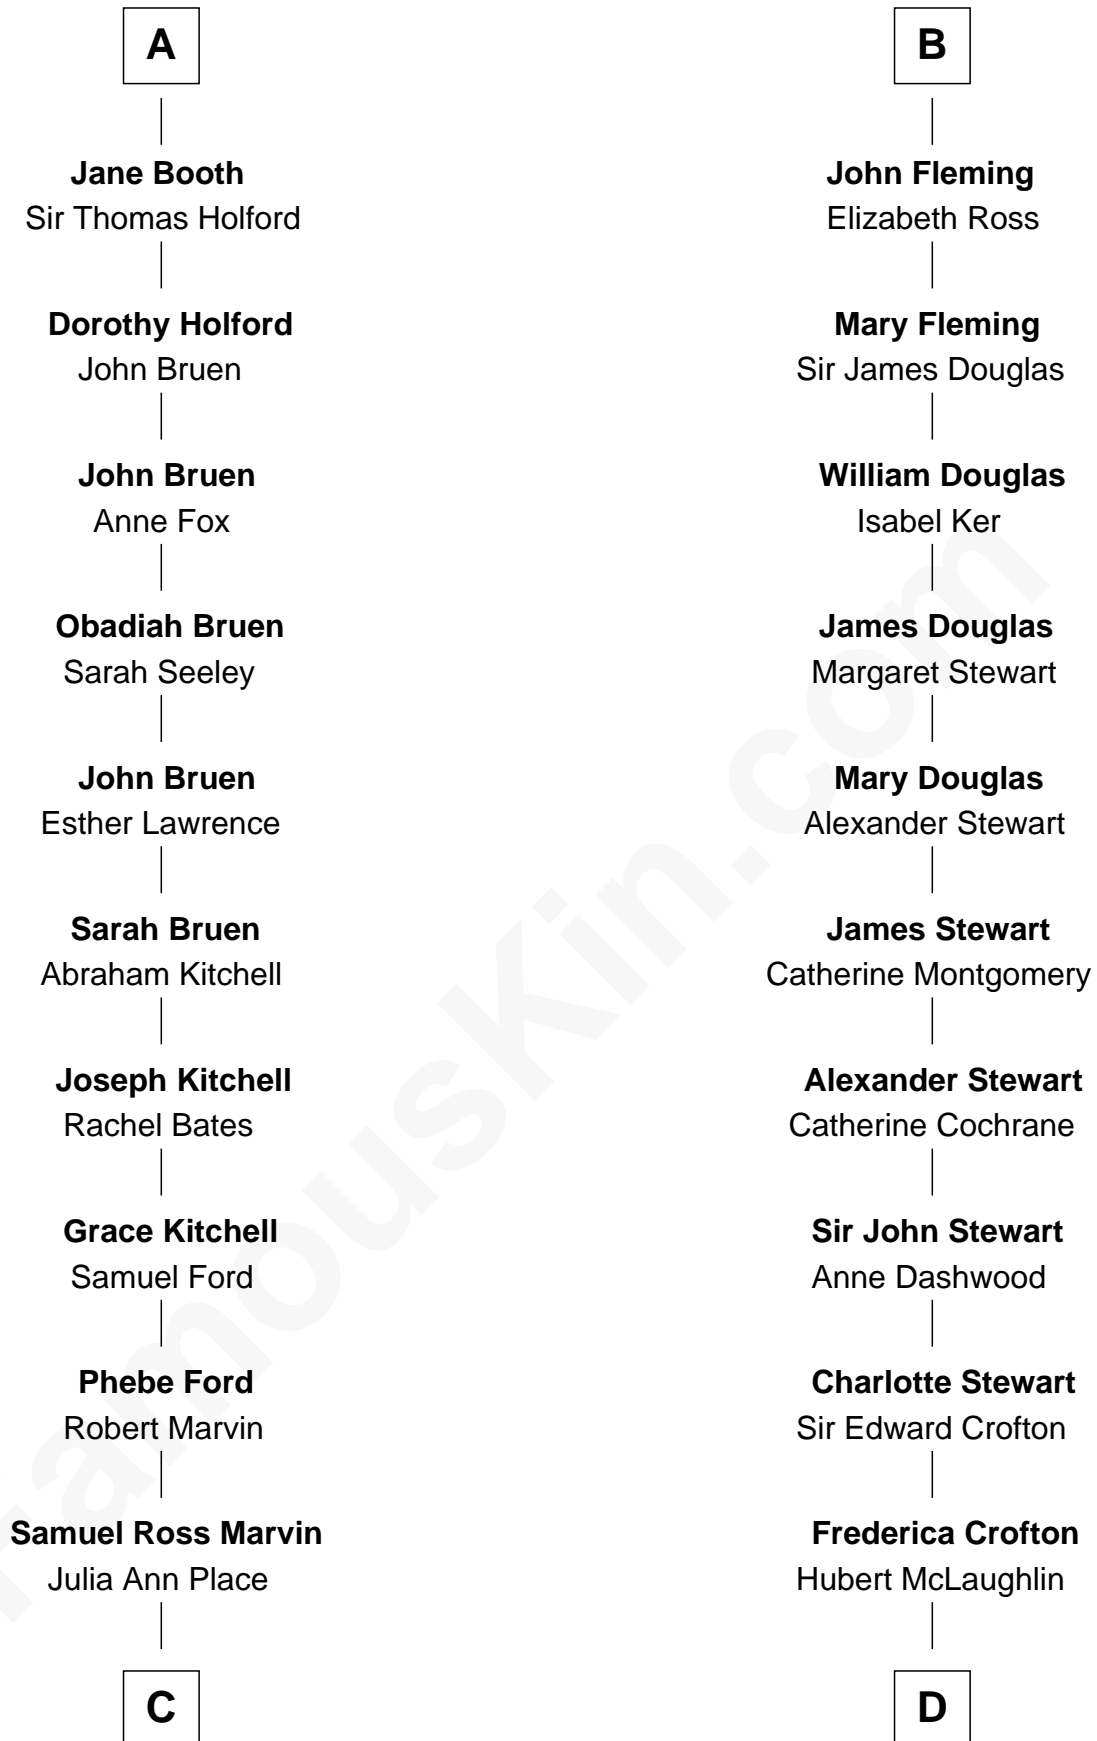 A
Jane Booth
Sir Thomas Holford
Dorothy Holford
John Bruen
John Bruen
Anne Fox
Obadiah Bruen
Sarah Seeley
John Bruen
Esther Lawrence
Sarah Bruen
Abraham Kitchell
Joseph Kitchell
Rachel Bates
Grace Kitchell
Samuel Ford
Phebe Ford
Robert Marvin
Samuel Ross Marvin
Julia Ann Place
C
B
John Fleming
Elizabeth Ross
Mary Fleming
Sir James Douglas
William Douglas
Isabel Ker
James Douglas
Margaret Stewart
Mary Douglas
Alexander Stewart
James Stewart
Catherine Montgomery
Alexander Stewart
Catherine Cochrane
Sir John Stewart
Anne Dashwood
Charlotte Stewart
Sir Edward Crofton
Frederica Crofton
Hubert McLaughlin
D
FamousKin.com